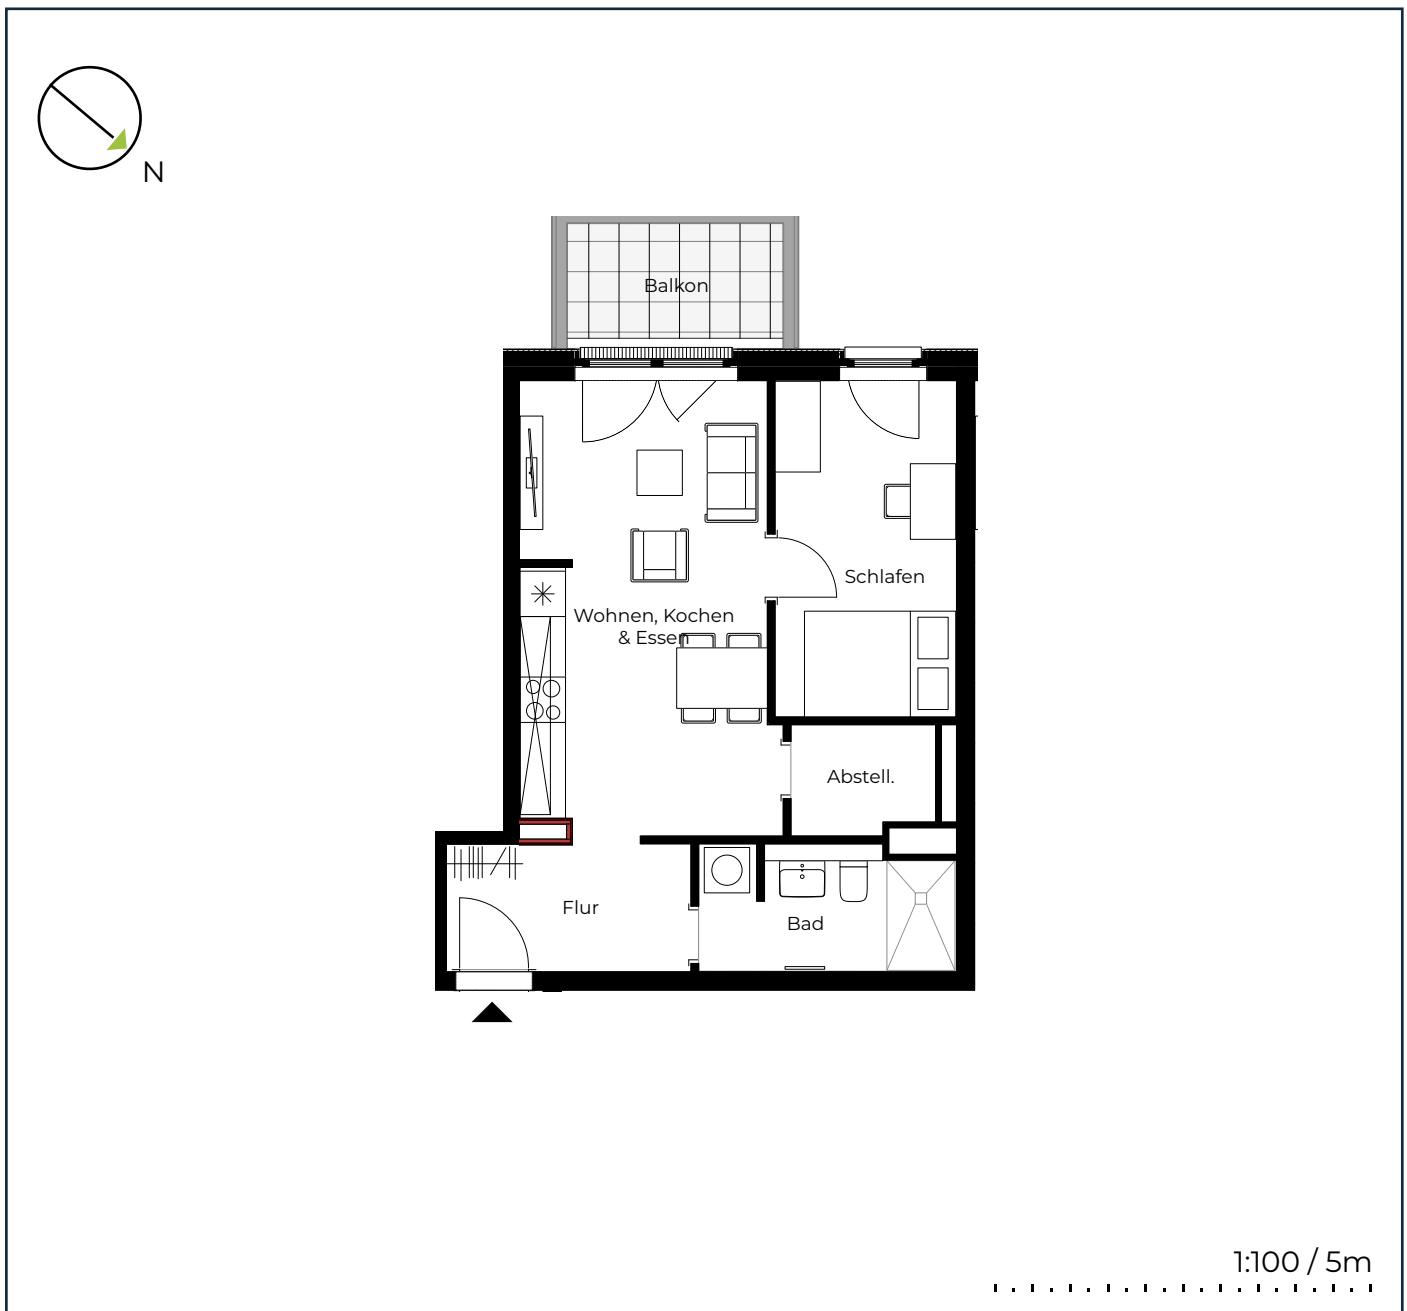 N
Balkon
Schlafen
Wohnen, Kochen
& Essen
Abstell.
Flur
Bad
1:100 / 5m